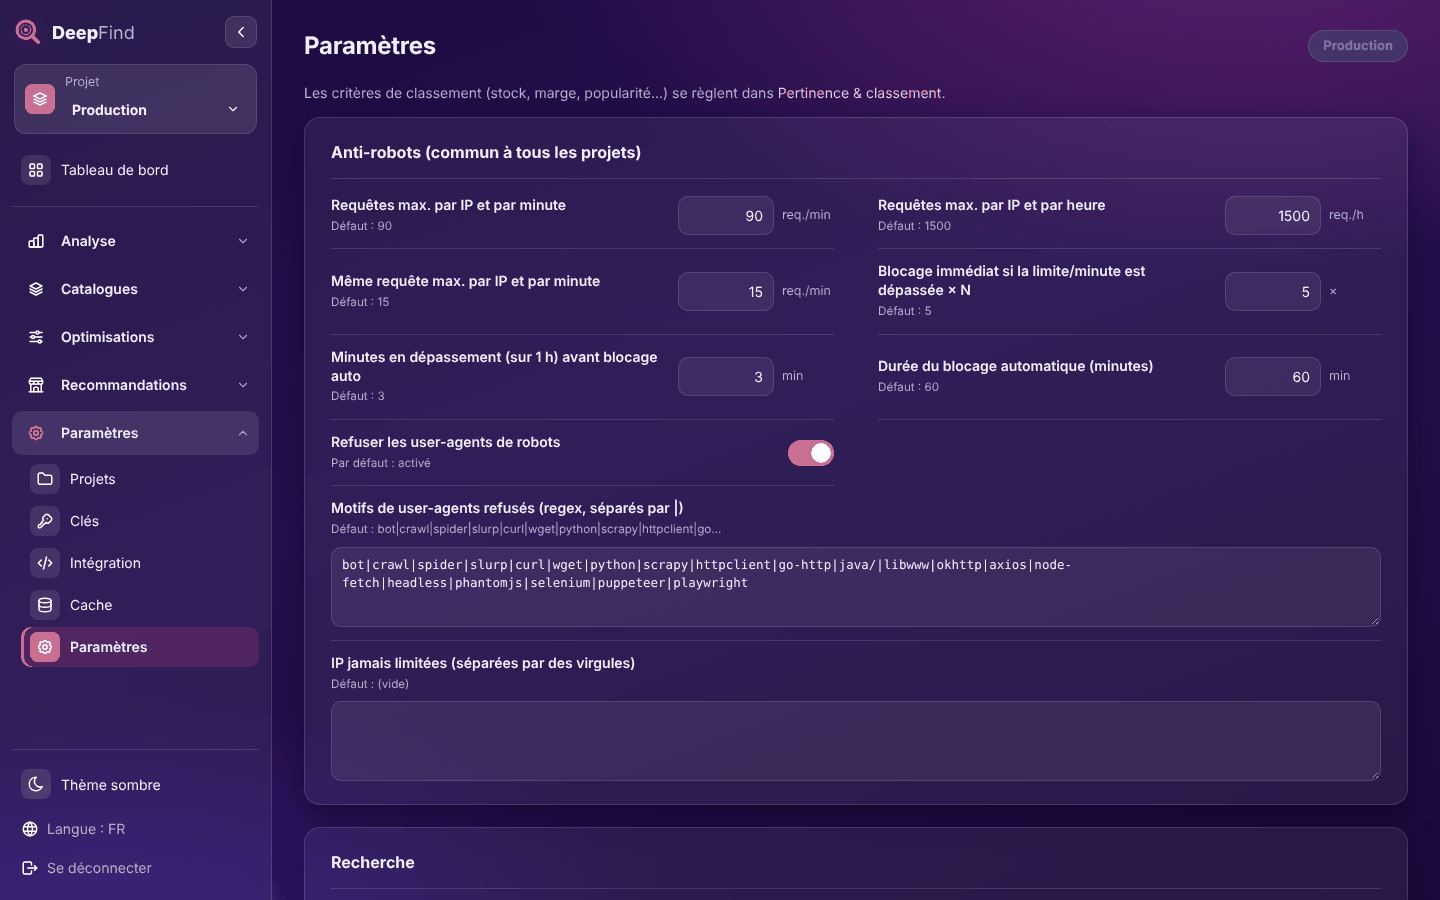 DeepFind
Projet
Production
Tableau de bord
Analyse
Catalogues
Optimisations
Recommandations
Paramètres
Projets
Clés
Intégration
Cache
Paramètres
Thème sombre
Langue : FR
Se déconnecter
Paramètres
Production
Les critères de classement (stock, marge, popularité...) se règlent dans Pertinence & classement.
Anti-robots (commun à tous les projets)
Requêtes max. par IP et par minute
Défaut : 90
90 req./min
Requêtes max. par IP et par heure
Défaut : 1500
1500 req./h
Même requête max. par IP et par minute
Défaut : 15
15 req./min
Blocage immédiat si la limite/minute est
dépassée × N
Défaut : 5
5 ×
Minutes en dépassement (sur 1 h) avant blocage
auto
Défaut : 3
3 min
Durée du blocage automatique (minutes)
Défaut : 60
60 min
Refuser les user-agents de robots
Par défaut : activé
Motifs de user-agents refusés (regex, séparés par |)
Défaut : bot|crawl|spider|slurp|curl|wget|python|scrapy|httpclient|go...
bot|crawl|spider|slurp|curl|wget|python|scrapy|httpclient|go-http|java/|libwww|okhttp|axios|node-
fetch|headless|phantomjs|selenium|puppeteer|playwright
IP jamais limitées (séparées par des virgules)
Défaut : (vide)
Recherche